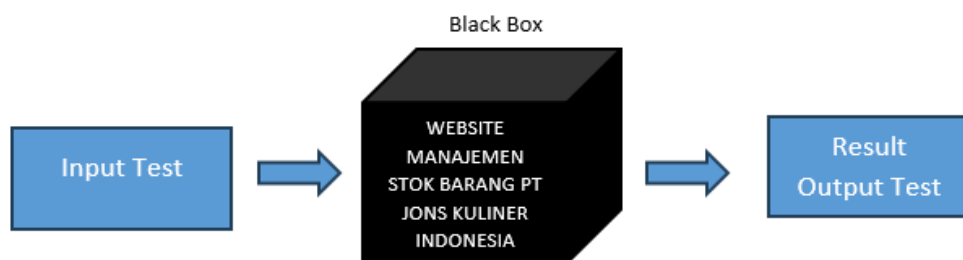 Black Box
Input Test
WEBSITE
MANAJEMEN
STOK BARANG PT
JONS KULINER
INDONESIA
Result
Output Test